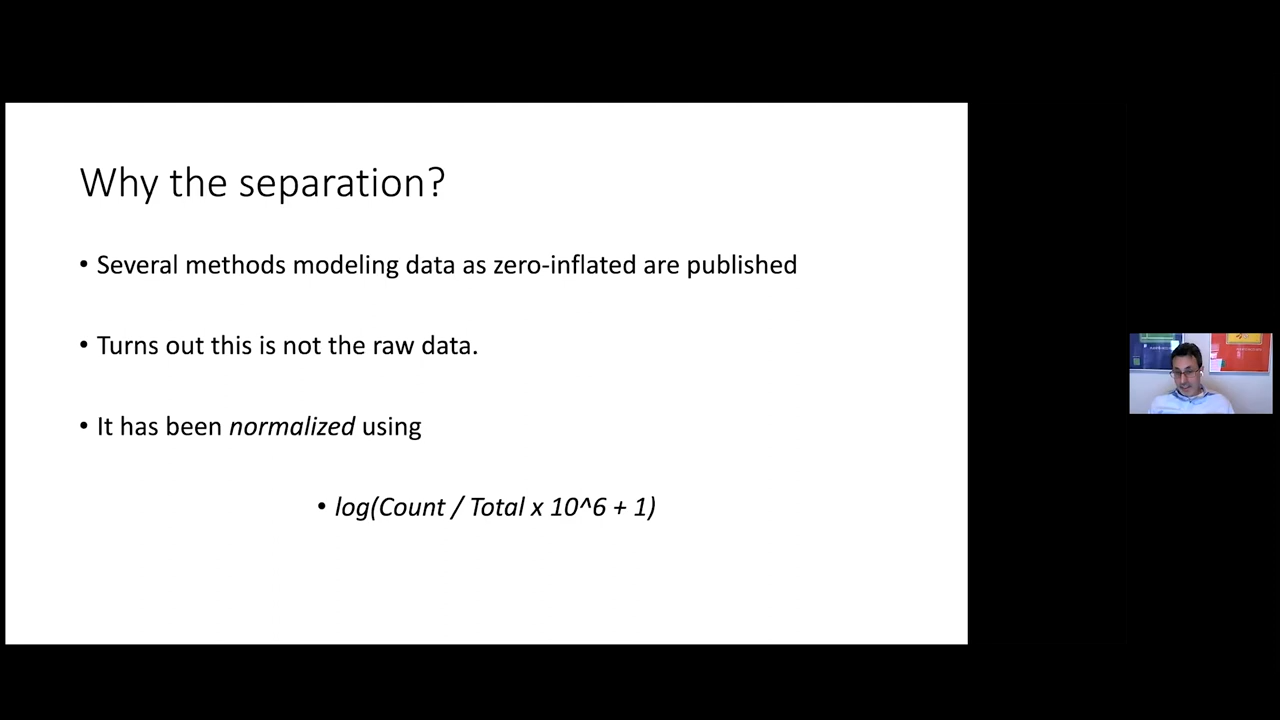 Why the separation?
• Several methods modeling data as zero-inflated are published
• Turns out this is not the raw data.
• It has been normalized using
• log(Count / Total x 10^6 + 1)